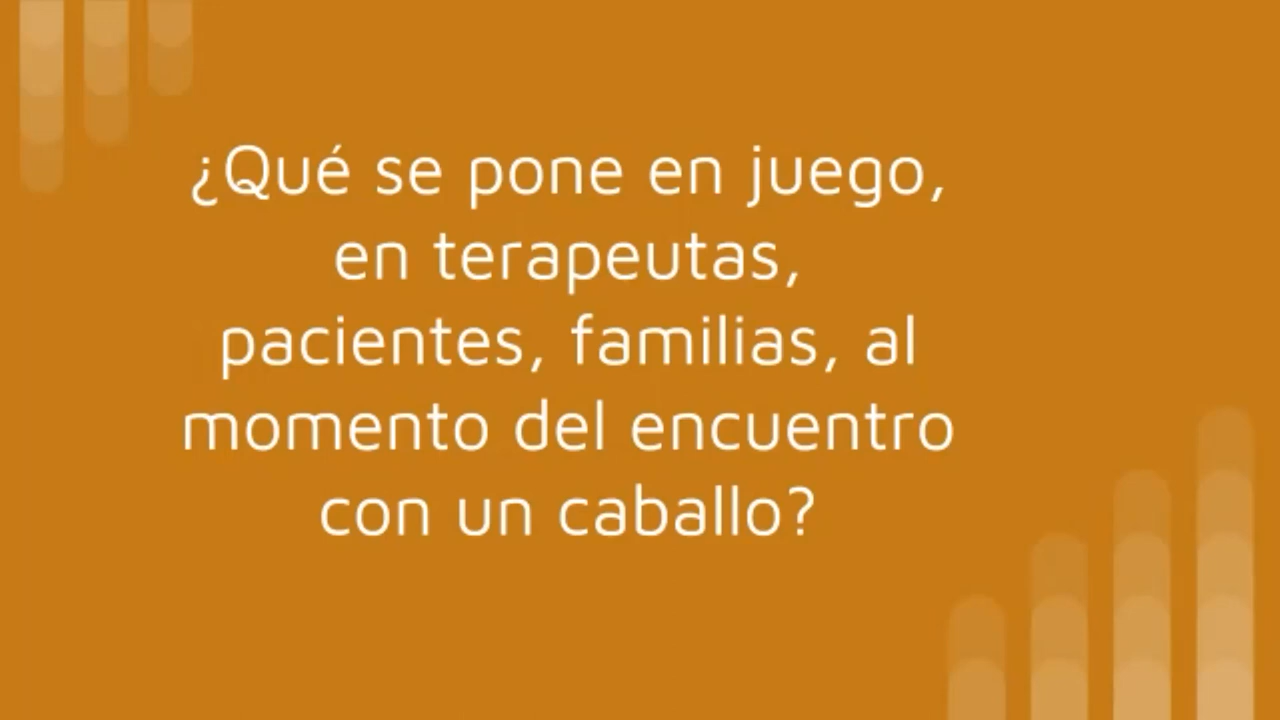 ¿Qué se pone en juego,
en terapeutas,
pacientes, familias, al
momento del encuentro
con un caballo?